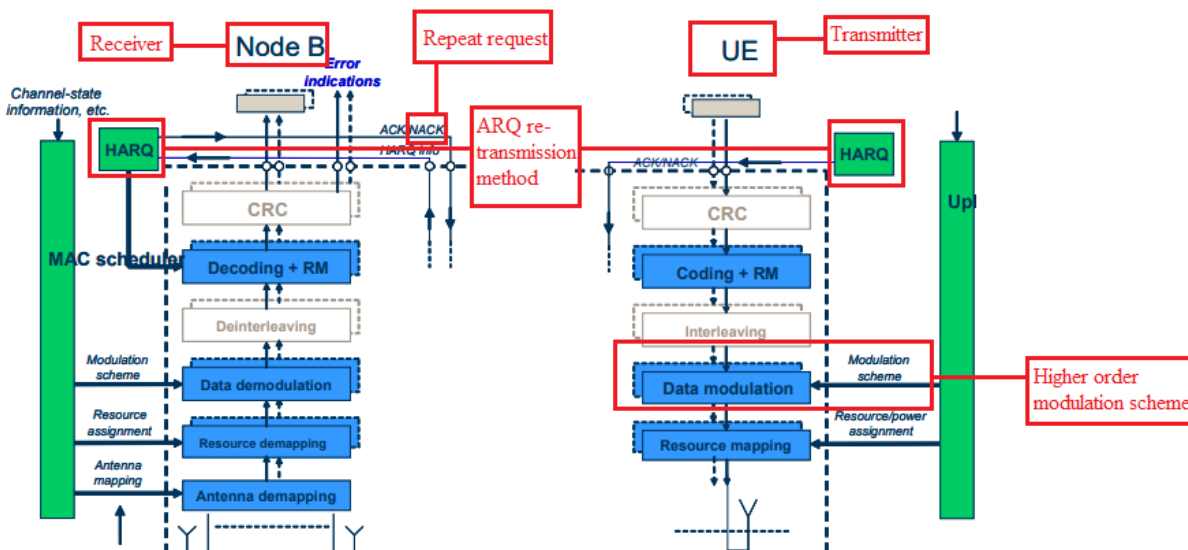 Receiver
Node B
Repeat request
UE
Transmitter
Error
indications
Channel-state
information, etc.
HARQ
ACK/NACK
HARQ info
ARQ re-
transmission
method
ACK/NACK
HARQ
CRC
CRC
Upl
MAC scheduler
Decoding + RM
Coding + RM
Deinterleaving
Interleaving
Modulation
scheme
Data demodulation
Data modulation
Modulation
scheme
Higher order
modulation scheme
Resource
assignment
Resource demapping
Resource mapping
Resource/power
assignment
Antenna
mapping
Antenna demapping